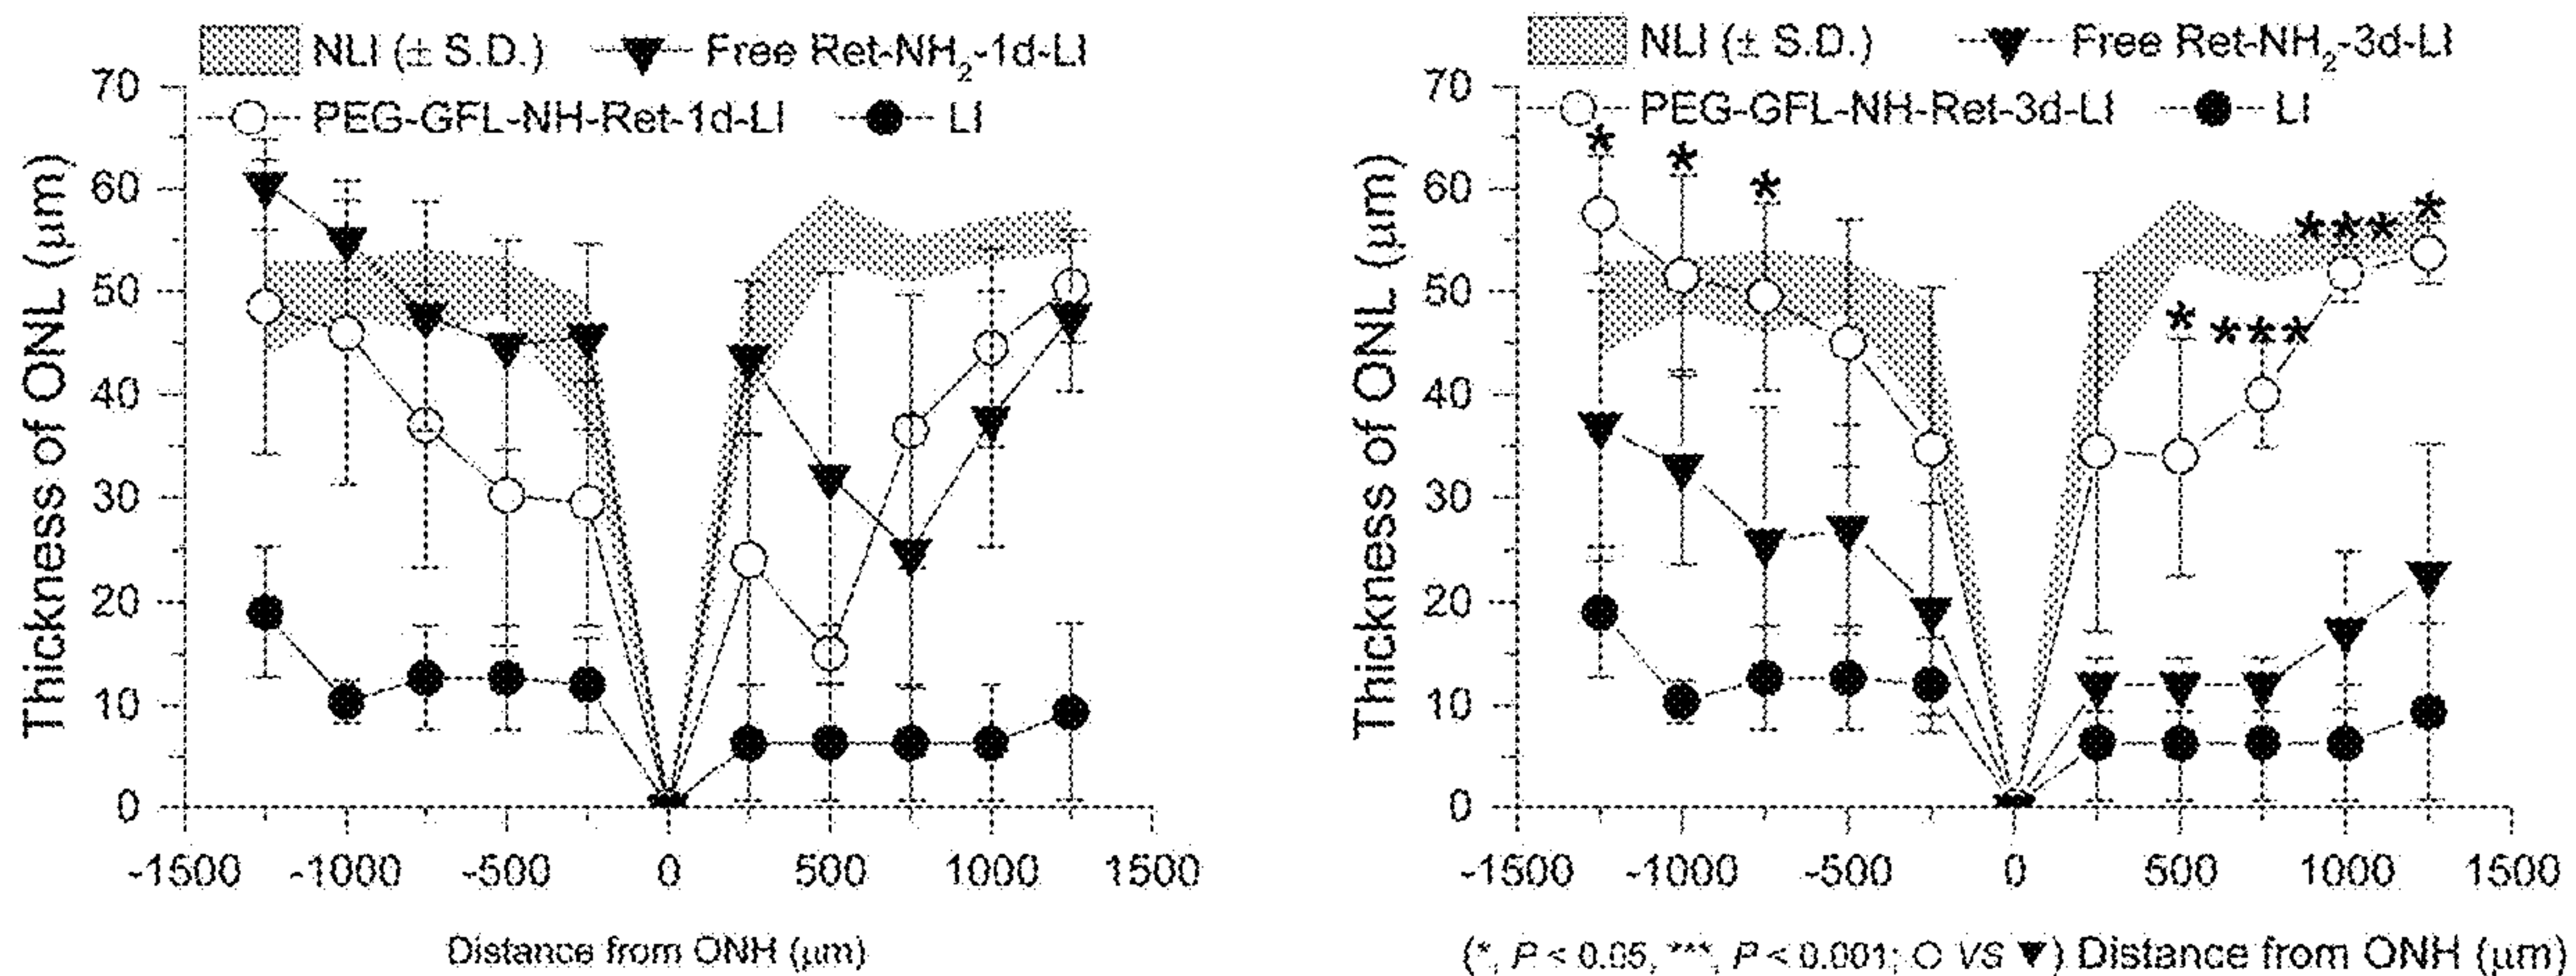 NLI (± S.D.) Free Ret-NH2-1d-LI
PEG-GFL-NH-Ret-1d-LI LI
Thickness of ONL (μm)
70
60
50
40
30
20
10
0
-1500 -1000 -500 0 500 1000 1500
Distance from ONH (μm)
NLI (± S.D.) Free Ret-NH2-3d-LI
PEG-GFL-NH-Ret-3d-LI LI
Thickness of ONL (μm)
70
60
50
40
30
20
10
0
* * * * *** *** *
-1500 -1000 -500 0 500 1000 1500
(*, P < 0.05, ***, P < 0.001; ○ VS ▼) Distance from ONH (μm)